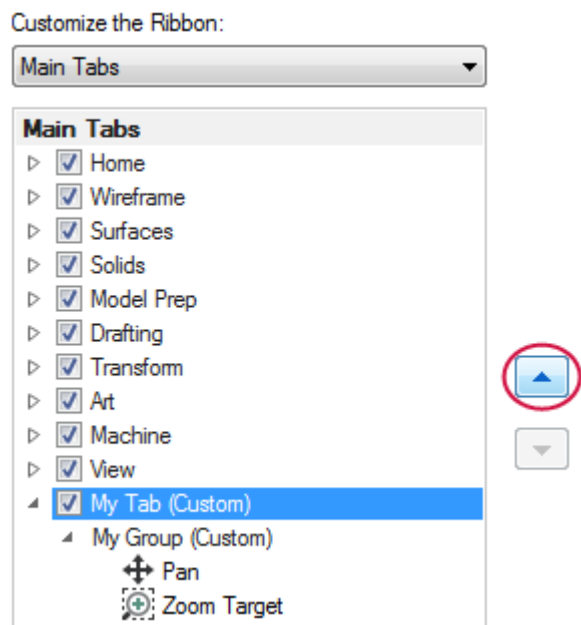 Customize the Ribbon:
Main Tabs
Main Tabs
Home
Wireframe
Surfaces
Solids
Model Prep
Drafting
Transform
Art
Machine
View
My Tab (Custom)
My Group (Custom)
Pan
Zoom Target